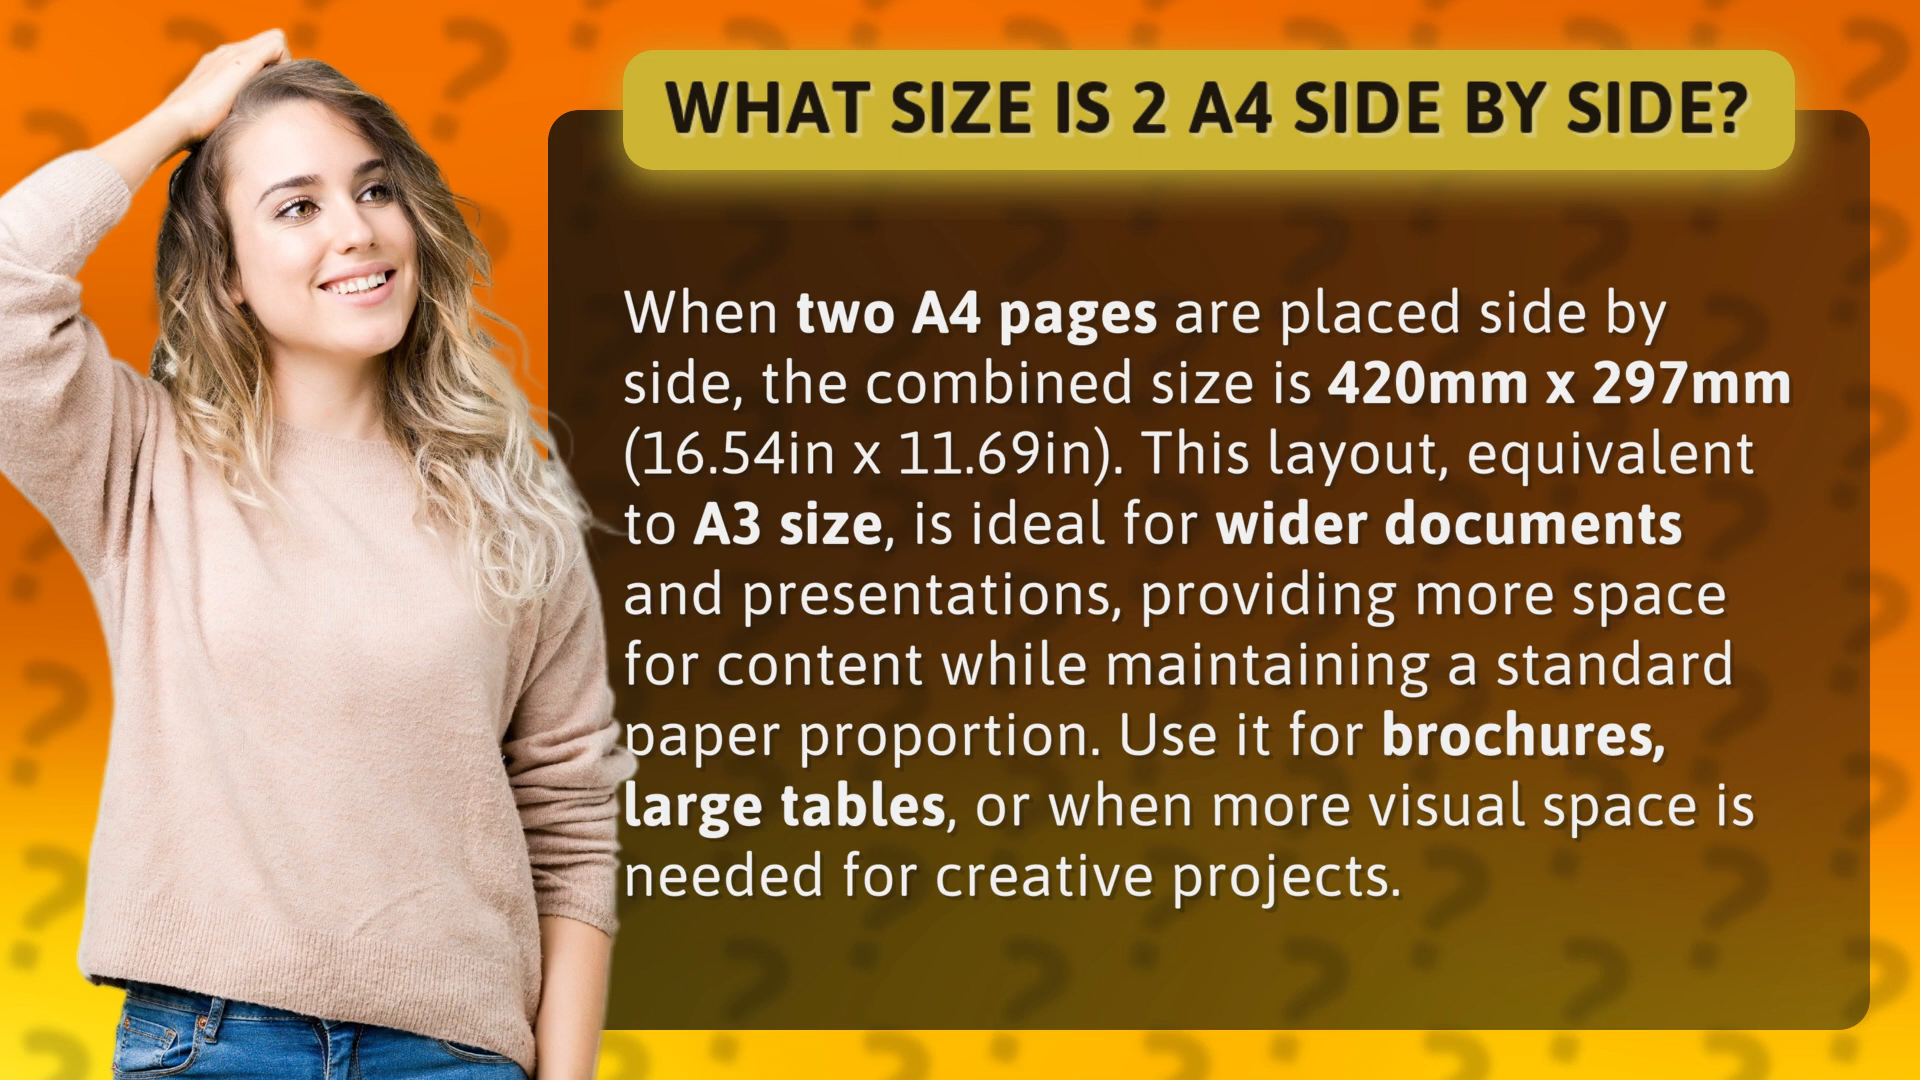 WHAT SIZE IS 2 A4 SIDE BY SIDE?
When two A4 pages are placed side by
side, the combined size is 420mm x 297mm
(16.54in x 11.69in). This layout, equivalent
to A3 size, is ideal for wider documents
and presentations, providing more space
for content while maintaining a standard
paper proportion. Use it for brochures,
large tables, or when more visual space is
needed for creative projects.